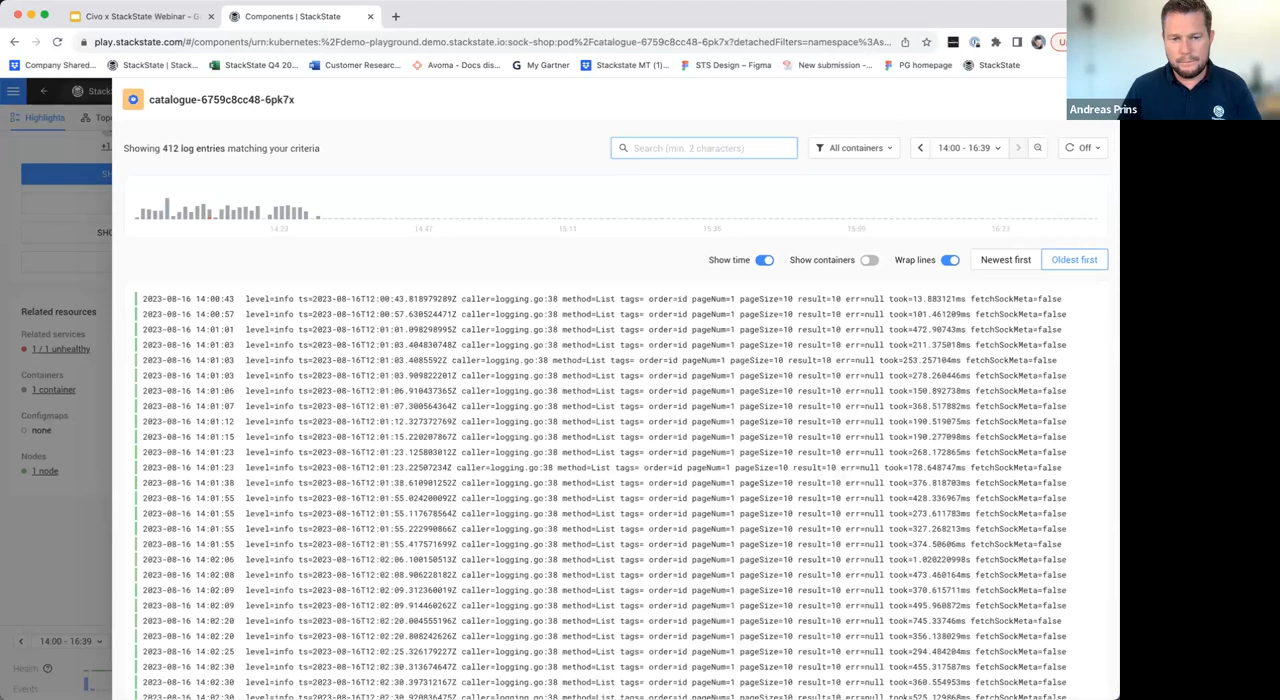 Civo x StackState Webinar – G
Components | StackState
play.stackstate.com/#/components/urn:kubernetes:%2Fdemo-playground.demo.stackstate.io:sock-shop:pod%2Fcatalogue-6759c8cc48-6pk7x?detachedFilters=namespace%3As...
Company Shared...
StackState | Stack...
StackState Q4 20...
Customer Researc...
Avoma - Docs dis...
My Gartner
Stackstate MT (1)...
STS Design – Figma
New submission -...
PG homepage
StackState
Andreas Prins
catalogue-6759c8cc48-6pk7x
Highlights
Showing 412 log entries matching your criteria
Search (min. 2 characters)
All containers
14:00 - 16:39
Off
14:22 14:47 15:11 15:35 15:59 16:23
Show time
Show containers
Wrap lines
Newest first
Oldest first
Related resources
Related services
1 / 1 unhealthy
Containers
1 container
Configmaps
none
Nodes
1 node
14:00 - 16:39
Health
Events
2023-08-16 14:00:43 level=info ts=2023-08-16T12:00:43.818979289Z caller=logging.go:38 method=List tags= order=id pageNum=1 pageSize=10 result=10 err=null took=13.883121ms fetchSockMeta=false
2023-08-16 14:00:57 level=info ts=2023-08-16T12:00:57.630524471Z caller=logging.go:38 method=List tags= order=id pageNum=1 pageSize=10 result=10 err=null took=101.461209ms fetchSockMeta=false
2023-08-16 14:01:01 level=info ts=2023-08-16T12:01:01.098298995Z caller=logging.go:38 method=List tags= order=id pageNum=1 pageSize=10 result=10 err=null took=472.90743ms fetchSockMeta=false
2023-08-16 14:01:03 level=info ts=2023-08-16T12:01:03.404830748Z caller=logging.go:38 method=List tags= order=id pageNum=1 pageSize=10 result=10 err=null took=211.375018ms fetchSockMeta=false
2023-08-16 14:01:03 level=info ts=2023-08-16T12:01:03.4085592Z caller=logging.go:38 method=List tags= order=id pageNum=1 pageSize=10 result=10 err=null took=253.257104ms fetchSockMeta=false
2023-08-16 14:01:03 level=info ts=2023-08-16T12:01:03.909822201Z caller=logging.go:38 method=List tags= order=id pageNum=1 pageSize=10 result=10 err=null took=278.260446ms fetchSockMeta=false
2023-08-16 14:01:06 level=info ts=2023-08-16T12:01:06.910437365Z caller=logging.go:38 method=List tags= order=id pageNum=1 pageSize=10 result=10 err=null took=150.892738ms fetchSockMeta=false
2023-08-16 14:01:07 level=info ts=2023-08-16T12:01:07.300564364Z caller=logging.go:38 method=List tags= order=id pageNum=1 pageSize=10 result=10 err=null took=368.517882ms fetchSockMeta=false
2023-08-16 14:01:12 level=info ts=2023-08-16T12:01:12.327372769Z caller=logging.go:38 method=List tags= order=id pageNum=1 pageSize=10 result=10 err=null took=190.519075ms fetchSockMeta=false
2023-08-16 14:01:15 level=info ts=2023-08-16T12:01:15.228207867Z caller=logging.go:38 method=List tags= order=id pageNum=1 pageSize=10 result=10 err=null took=190.277098ms fetchSockMeta=false
2023-08-16 14:01:23 level=info ts=2023-08-16T12:01:23.125803012Z caller=logging.go:38 method=List tags= order=id pageNum=1 pageSize=10 result=10 err=null took=268.172865ms fetchSockMeta=false
2023-08-16 14:01:23 level=info ts=2023-08-16T12:01:23.22507234Z caller=logging.go:38 method=List tags= order=id pageNum=1 pageSize=10 result=10 err=null took=178.648747ms fetchSockMeta=false
2023-08-16 14:01:38 level=info ts=2023-08-16T12:01:38.610901252Z caller=logging.go:38 method=List tags= order=id pageNum=1 pageSize=10 result=10 err=null took=376.818703ms fetchSockMeta=false
2023-08-16 14:01:55 level=info ts=2023-08-16T12:01:55.024200092Z caller=logging.go:38 method=List tags= order=id pageNum=1 pageSize=10 result=10 err=null took=428.336967ms fetchSockMeta=false
2023-08-16 14:01:55 level=info ts=2023-08-16T12:01:55.117678564Z caller=logging.go:38 method=List tags= order=id pageNum=1 pageSize=10 result=10 err=null took=273.611783ms fetchSockMeta=false
2023-08-16 14:01:55 level=info ts=2023-08-16T12:01:55.222990866Z caller=logging.go:38 method=List tags= order=id pageNum=1 pageSize=10 result=10 err=null took=327.268213ms fetchSockMeta=false
2023-08-16 14:01:55 level=info ts=2023-08-16T12:01:55.417571699Z caller=logging.go:38 method=List tags= order=id pageNum=1 pageSize=10 result=10 err=null took=374.50606ms fetchSockMeta=false
2023-08-16 14:02:06 level=info ts=2023-08-16T12:02:06.100150513Z caller=logging.go:38 method=List tags= order=id pageNum=1 pageSize=10 result=10 err=null took=1.020220998s fetchSockMeta=false
2023-08-16 14:02:08 level=info ts=2023-08-16T12:02:08.906228182Z caller=logging.go:38 method=List tags= order=id pageNum=1 pageSize=10 result=10 err=null took=473.460164ms fetchSockMeta=false
2023-08-16 14:02:09 level=info ts=2023-08-16T12:02:09.312360019Z caller=logging.go:38 method=List tags= order=id pageNum=1 pageSize=10 result=10 err=null took=370.615711ms fetchSockMeta=false
2023-08-16 14:02:09 level=info ts=2023-08-16T12:02:09.914460262Z caller=logging.go:38 method=List tags= order=id pageNum=1 pageSize=10 result=10 err=null took=495.960872ms fetchSockMeta=false
2023-08-16 14:02:20 level=info ts=2023-08-16T12:02:20.004555196Z caller=logging.go:38 method=List tags= order=id pageNum=1 pageSize=10 result=10 err=null took=745.33746ms fetchSockMeta=false
2023-08-16 14:02:20 level=info ts=2023-08-16T12:02:20.808242626Z caller=logging.go:38 method=List tags= order=id pageNum=1 pageSize=10 result=10 err=null took=356.138029ms fetchSockMeta=false
2023-08-16 14:02:25 level=info ts=2023-08-16T12:02:25.326179227Z caller=logging.go:38 method=List tags= order=id pageNum=1 pageSize=10 result=10 err=null took=294.484204ms fetchSockMeta=false
2023-08-16 14:02:30 level=info ts=2023-08-16T12:02:30.313674647Z caller=logging.go:38 method=List tags= order=id pageNum=1 pageSize=10 result=10 err=null took=455.317587ms fetchSockMeta=false
2023-08-16 14:02:30 level=info ts=2023-08-16T12:02:30.397312167Z caller=logging.go:38 method=List tags= order=id pageNum=1 pageSize=10 result=10 err=null took=360.554953ms fetchSockMeta=false